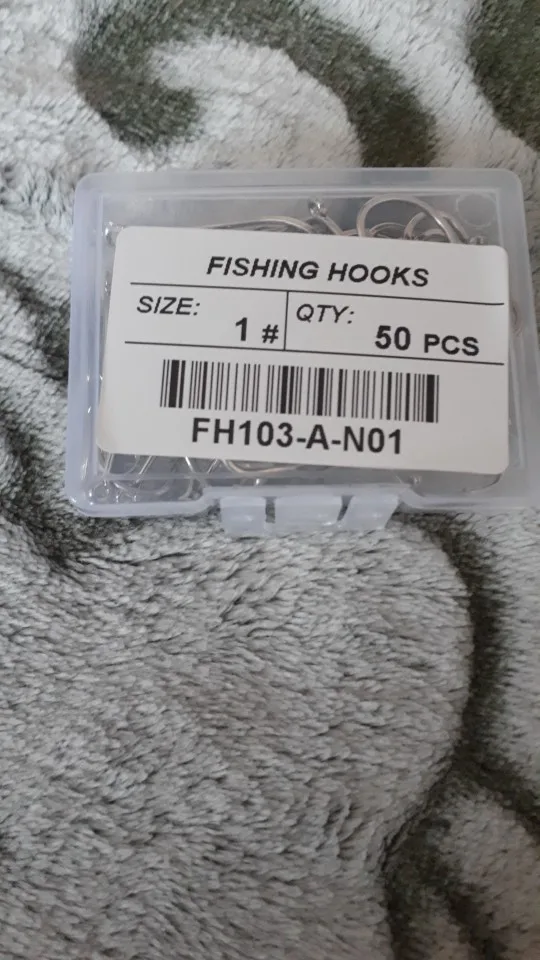 FISHING HOOKS
SIZE: 1 # QTY: 50 PCS
FH103-A-N01